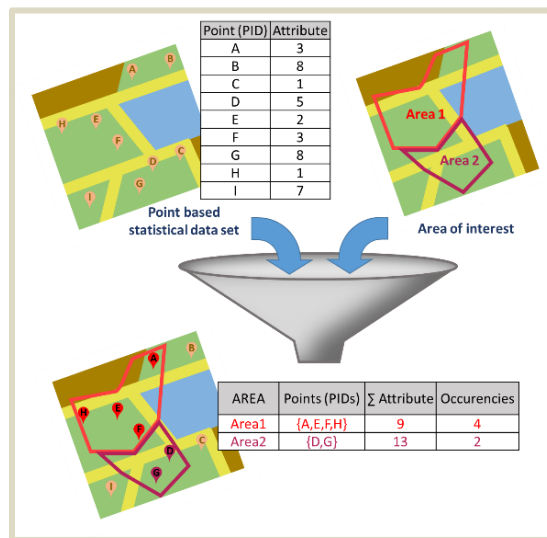 Point (PID) Attribute
A 3
B 8
C 1
D 5
E 2
F 3
G 8
H 1
I 7
A
B
H
E
F
D
C
G
I
Area 1
Area 2
Point based
statistical data set
Area of interest
A
B
H
E
F
D
C
G
I
AREA Points (PIDs) ∑ Attribute Occurencies
Area1 {A,E,F,H} 9 4
Area2 {D,G} 13 2